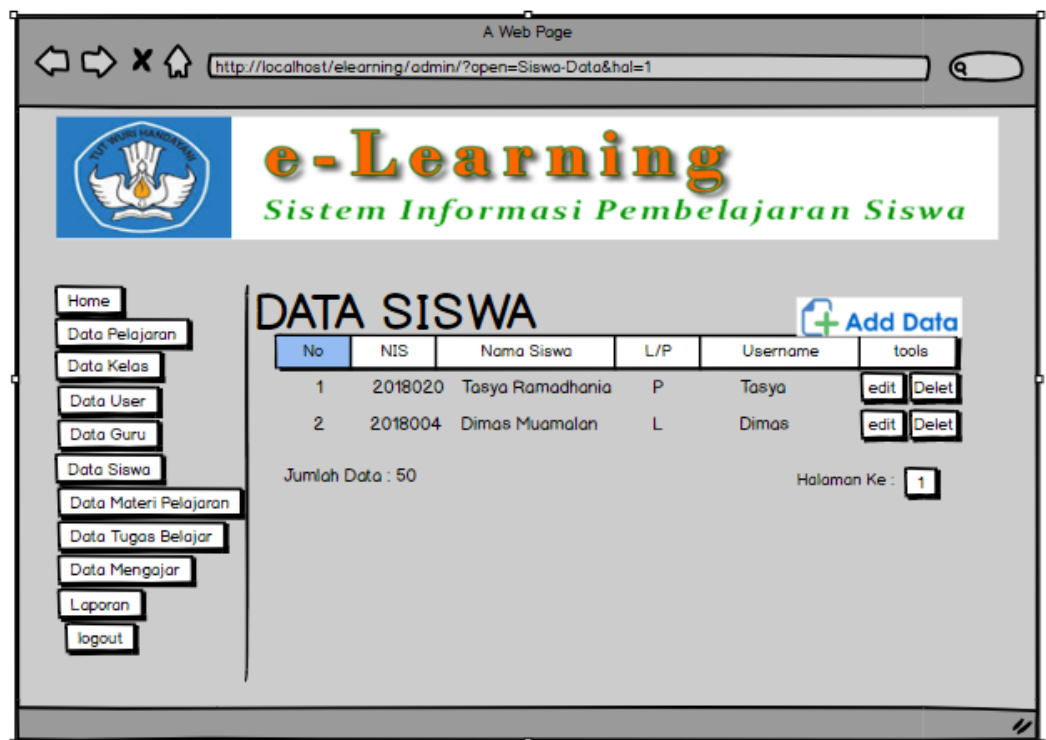 A Web Page
http://localhost/elearning/admin/?open=Siswa-Data&hal=1
TUT WURI HANDAYANI
e-Learning
Sistem Informasi Pembelajaran Siswa
Home
Data Pelajaran
Data Kelas
Data User
Data Guru
Data Siswa
Data Materi Pelajaran
Data Tugas Belajar
Data Mengajar
Laporan
logout
DATA SISWA
Add Data
No NIS Nama Siswa L/P Username tools
1 2018020 Tasya Ramadhania P Tasya edit Delet
2 2018004 Dimas Muamalan L Dimas edit Delet
Jumlah Data : 50 Halaman Ke : 1